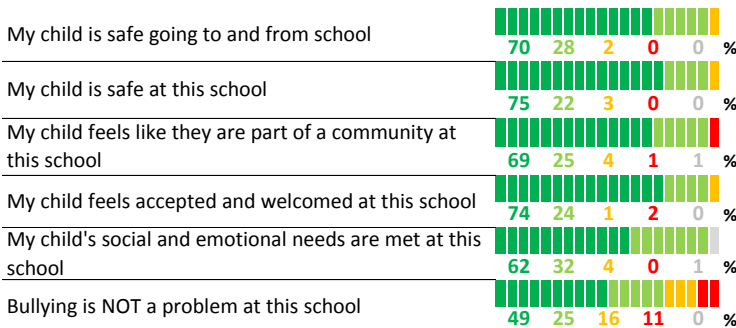 My child is safe going to and from school
70 28 2 0 0 %
My child is safe at this school
75 22 3 0 0 %
My child feels like they are part of a community at
this school
69 25 4 1 1 %
My child feels accepted and welcomed at this school
74 24 1 2 0 %
My child's social and emotional needs are met at this
school
62 32 4 0 1 %
Bullying is NOT a problem at this school
49 25 16 11 0 %